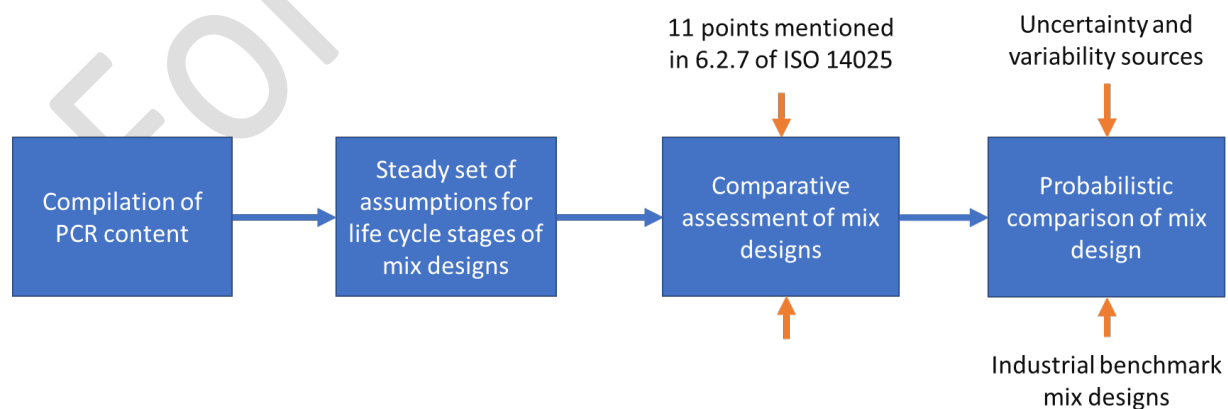 11 points mentioned
in 6.2.7 of ISO 14025
Uncertainty and
variability sources
Compilation of
PCR content
Steady set of
assumptions for
life cycle stages of
mix designs
Comparative
assessment of mix
designs
Probabilistic
comparison of mix
design
Industrial benchmark
mix designs